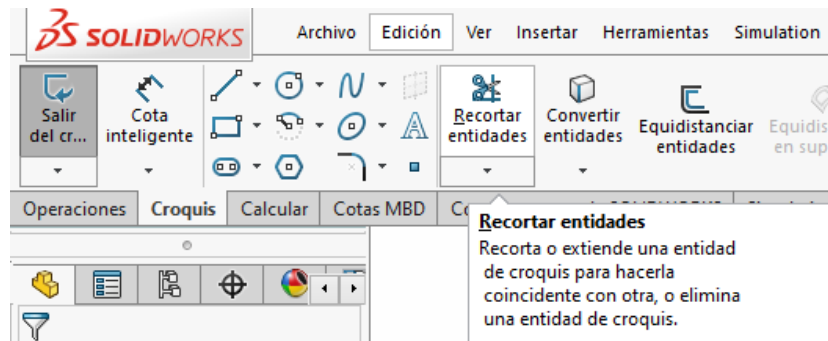 SOLIDWORKS
Archivo Edición Ver Insertar Herramientas Simulation
Salir del cr...
Cota inteligente
Recortar entidades
Convertir entidades
Equidistanciar entidades
Equidis
en sup
Operaciones Croquis Calcular Cotas MBD
Recortar entidades
Recorta o extiende una entidad
de croquis para hacerla
coincidente con otra, o elimina
una entidad de croquis.